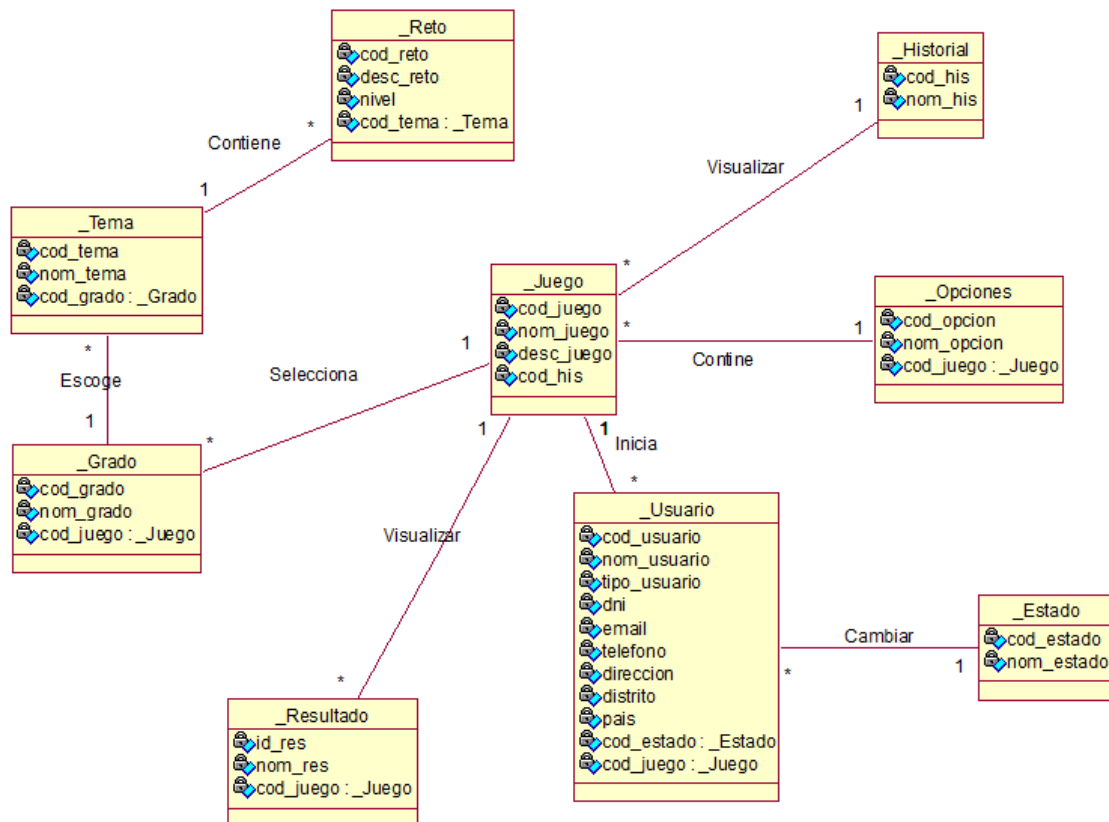 _Reto
cod_reto
desc_reto
nivel
cod_tema : _Tema
*
Contiene
1
_Historial
cod_his
nom_his
1
Visualizar
*
_Tema
cod_tema
nom_tema
cod_grado : _Grado
*
Escoge
1
_Juego
cod_juego
nom_juego
desc_juego
cod_his
*
Contine
1
_Opciones
cod_opcion
nom_opcion
cod_juego : _Juego
1
Selecciona
*
_Grado
cod_grado
nom_grado
cod_juego : _Juego
1
Visualizar
*
1
Inicia
*
_Usuario
cod_usuario
nom_usuario
tipo_usuario
dni
email
telefono
direccion
distrito
pais
cod_estado : _Estado
cod_juego : _Juego
Cambiar
*
1
_Estado
cod_estado
nom_estado
_Resultado
id_res
nom_res
cod_juego : _Juego